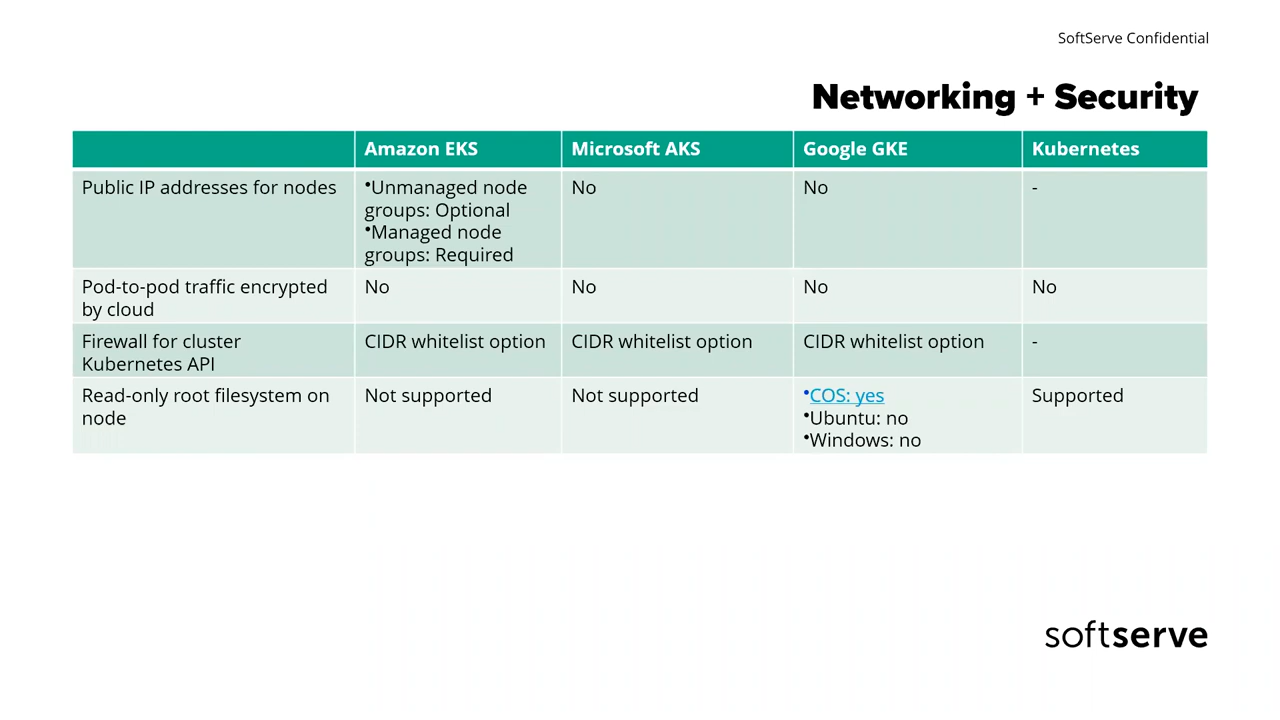 SoftServe Confidential
Networking + Security
Amazon EKS
Microsoft AKS
Google GKE
Kubernetes
Public IP addresses for nodes
•Unmanaged node
groups: Optional
•Managed node
groups: Required
No
No
-
Pod-to-pod traffic encrypted
by cloud
No
No
No
No
Firewall for cluster
Kubernetes API
CIDR whitelist option
CIDR whitelist option
CIDR whitelist option
-
Read-only root filesystem on
node
Not supported
Not supported
•COS: yes
•Ubuntu: no
•Windows: no
Supported
softserve